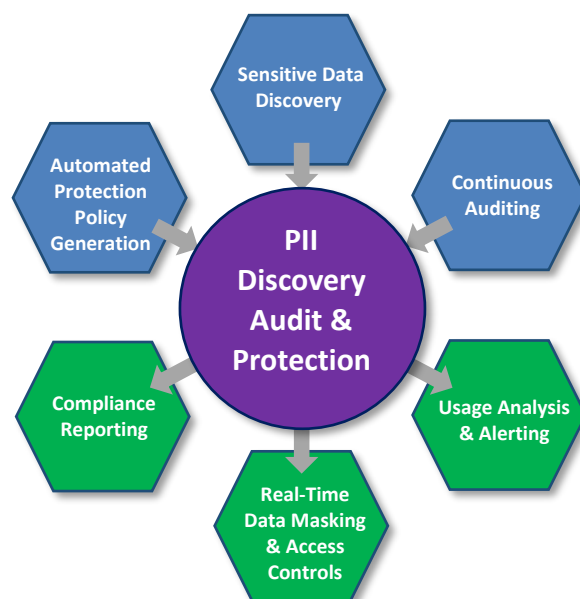 Sensitive Data
Discovery
Automated
Protection
Policy
Generation
Continuous
Auditing
PII
Discovery
Audit &
Protection
Compliance
Reporting
Usage Analysis
& Alerting
Real-Time
Data Masking
& Access
Controls